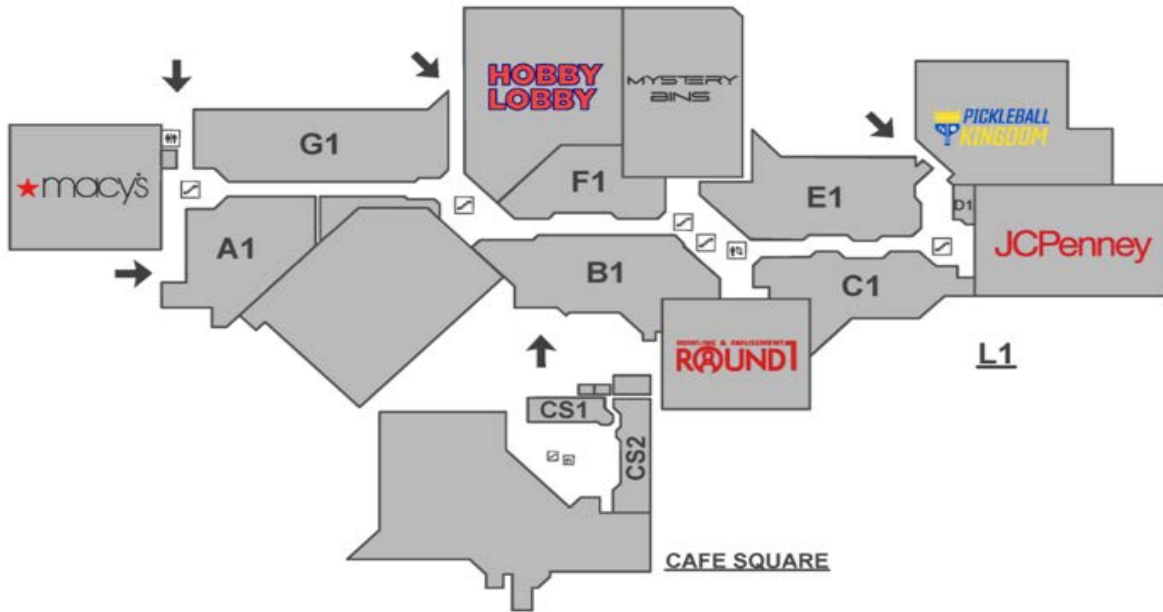 HOBBY
LOBBY
MYSTERY
BINS
PICKLEBALL
KINGDOM
G1
macy's
F1
E1
D1
A1
JCPenney
B1
C1
BOWLING & AMUSEMENT
ROUND1
L1
CS1
CS2
CAFE SQUARE